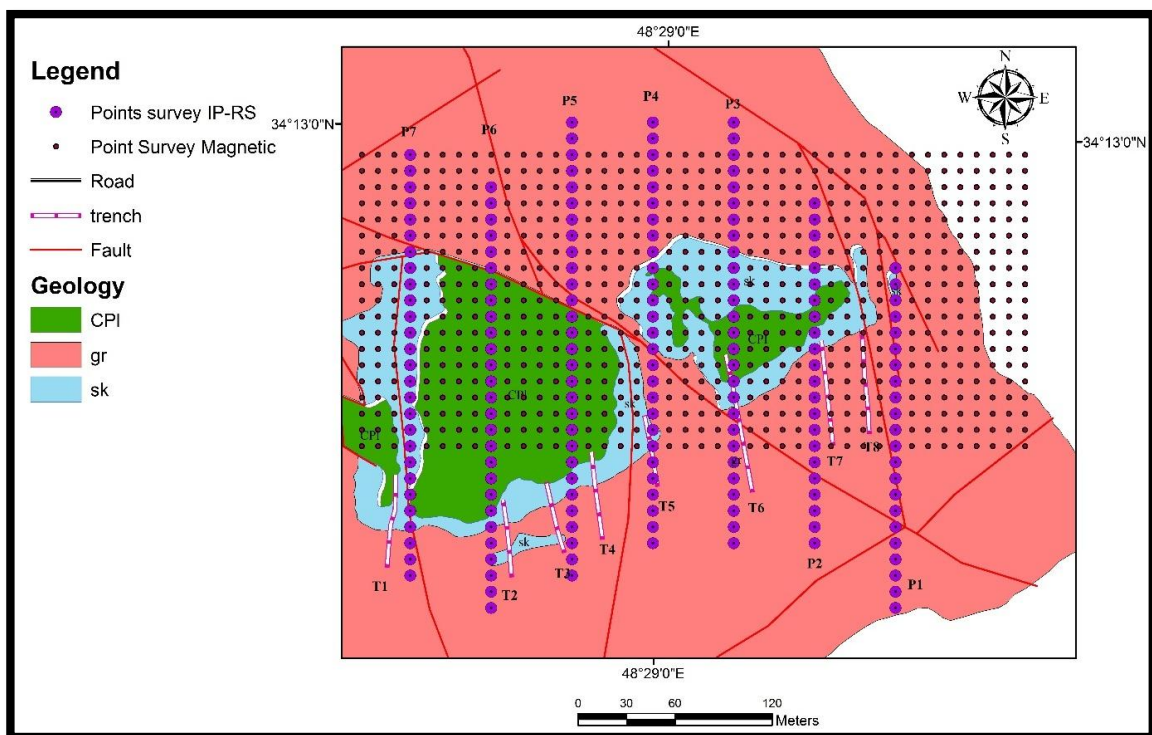 48°29'0"E
Legend
Points survey IP-RS
Point Survey Magnetic
Road
trench
Fault
Geology
CPI
gr
sk
34°13'0"N
34°13'0"N
N
W E
S
P7
P6
P5
P4
P3
sk
sk
CPI
CPI
CPI
sk
sk
T1
T2
T3
T4
T5
T6
T7
T8
P2
P1
48°29'0"E
0 30 60 120
Meters